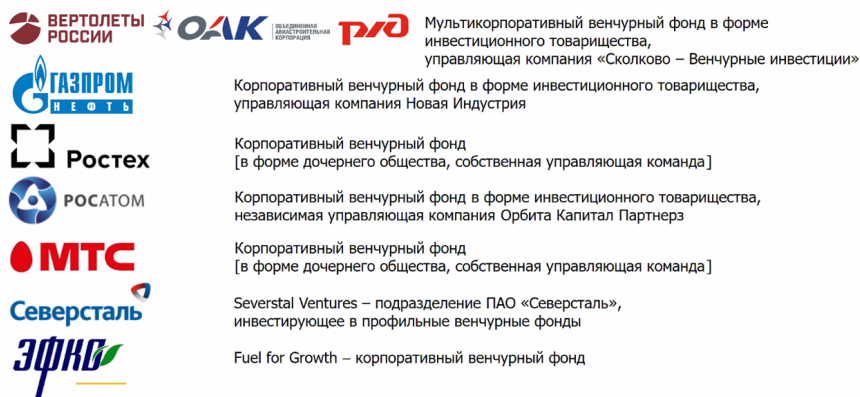 ВЕРТОЛЕТЫ РОССИИ
ОАК
ОБЪЕДИНЕННАЯ АВИАСТРОИТЕЛЬНАЯ КОРПОРАЦИЯ
ржд
Мультикорпоративный венчурный фонд в форме
инвестиционного товарищества,
управляющая компания «Сколково – Венчурные инвестиции»
ГАЗПРОМ
НЕФТЬ
Корпоративный венчурный фонд в форме инвестиционного товарищества,
управляющая компания Новая Индустрия
Ростех
Корпоративный венчурный фонд
[в форме дочернего общества, собственная управляющая команда]
РОСАТОМ
Корпоративный венчурный фонд в форме инвестиционного товарищества,
независимая управляющая компания Орбита Капитал Партнерз
МТС
Корпоративный венчурный фонд
[в форме дочернего общества, собственная управляющая команда]
Северсталь
Severstal Ventures – подразделение ПАО «Северсталь»,
инвестирующее в профильные венчурные фонды
ЭФКО
Fuel for Growth – корпоративный венчурный фонд